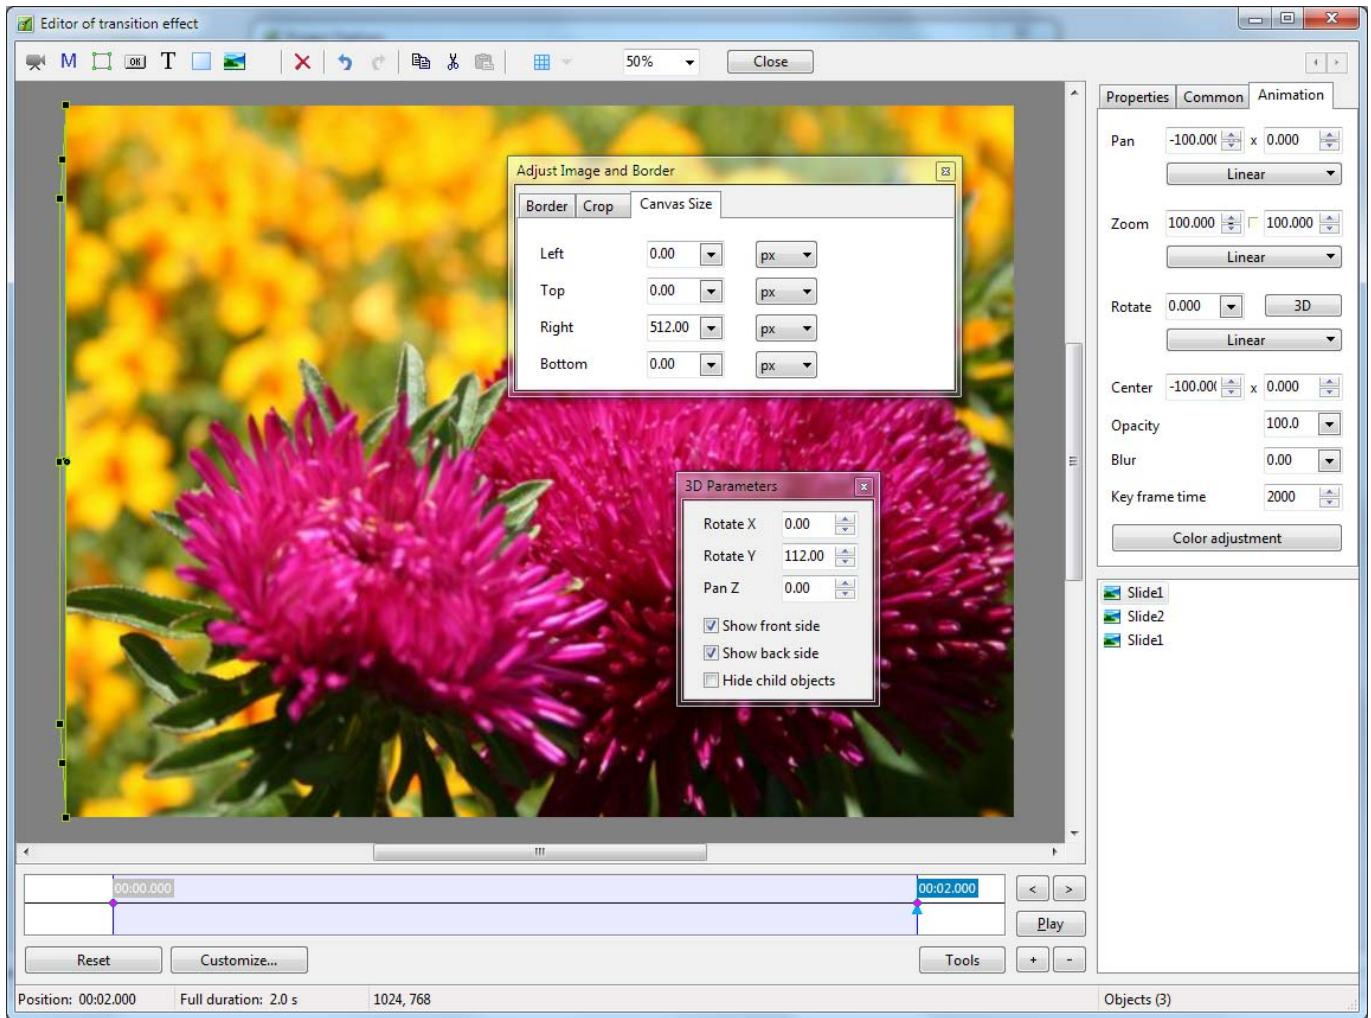 Editor of transition effect
M OK T 50% Close
Properties Common Animation
Pan -100.000 x 0.000
Linear
Zoom 100.000 100.000
Linear
Rotate 0.000 3D
Linear
Center -100.000 x 0.000
Opacity 100.0
Blur 0.00
Key frame time 2000
Color adjustment
Adjust Image and Border
Border Crop Canvas Size
Left 0.00 px
Top 0.00 px
Right 512.00 px
Bottom 0.00 px
3D Parameters
Rotate X 0.00
Rotate Y 112.00
Pan Z 0.00
Show front side
Show back side
Hide child objects
Slide1
Slide2
Slide1
00:00.000 00:02.000 < >
Play
Reset Customize... Tools + -
Position: 00:02.000 Full duration: 2.0 s 1024, 768 Objects (3)